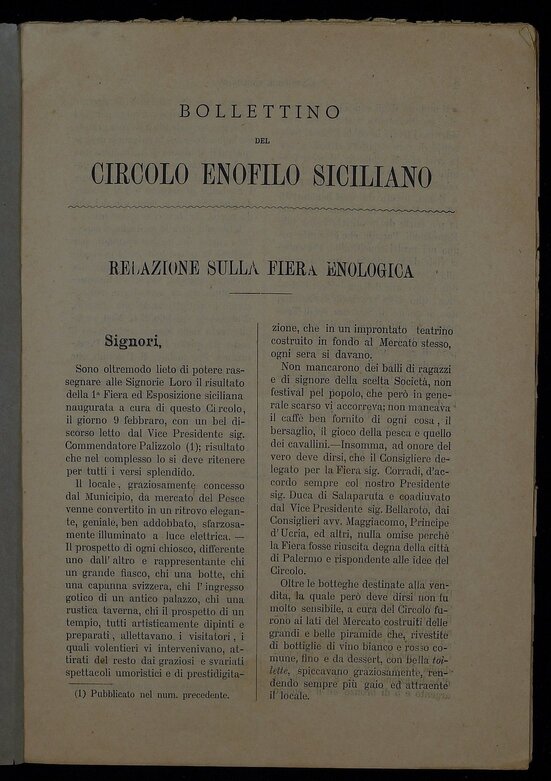 BOLLETTINO
DEL
CIRCOLO ENOFILO SICILIANO
RELAZIONE SULLA FIERA ENOLOGICA
Signori,
Sono oltremodo lieto di potere ras-
segnare alle Signorie Loro il risultato
della 1ª Fiera ed Esposizione siciliana
inaugurata a cura di questo Circolo,
il giorno 9 febbraro, con un bel di-
scorso letto dal Vice Presidente sig.
Commendatore Palizzolo (1); risultato
che nel complesso lo si deve ritenere
per tutti i versi splendido.
Il locale, graziosamente concesso
dal Municipio, da mercato del Pesce
venne convertito in un ritrovo elegan-
te, geniale, ben addobbato, sfarzosa-
mente illuminato a luce elettrica. —
Il prospetto di ogni chiosco, differente
uno dall'altro e rappresentante chi
un grande fiasco, chi una botte, chi
una capanna svizzera, chi l'ingresso
gotico di un antico palazzo, chi una
rustica taverna, chi il prospetto di un
tempio, tutti artisticamente dipinti e
preparati, allettavano i visitatori, i
quali volentieri vi intervenivano, at-
tirati del resto dai graziosi e svariati
spettacoli umoristici e di prestidigita-
(1) Pubblicato nel num. precedente.
zione, che in un improntato teatrino
costruito in fondo al Mercato stesso,
ogni sera si davano.
Non mancarono dei balli di ragazzi
e di signore della scelta Società, non
festival pel popolo, che però in gene-
rale scarso vi accorreva; non mancava
il caffè ben fornito di ogni cosa, il
bersaglio, il gioco della pesca e quello
dei cavallini.—Insomma, ad onore del
vero deve dirsi, che il Consigliere de-
legato per la Fiera sig. Corradi, d'ac-
cordo sempre col nostro Presidente
sig. Duca di Salaparuta e coadiuvato
dal Vice Presidente sig. Bellaroto, dai
Consiglieri avv. Maggiacomo, Principe
d'Ucria, ed altri, nulla omise perchè
la Fiera fosse riuscita degna della città
di Palermo e rispondente alle idee del
Circolo.
Oltre le botteghe destinate alla ven-
dita, la quale però deve dirsi non fu
molto sensibile, a cura del Circolo fu-
rono ai lati del Mercato costruiti delle
grandi e belle piramide che, rivestite
di bottiglie di vino bianco e rosso co-
mune, fino e da dessert, con bella toi-
lette, spiccavano graziosamente, ren-
dendo sempre più gaio ed attraente
il locale.